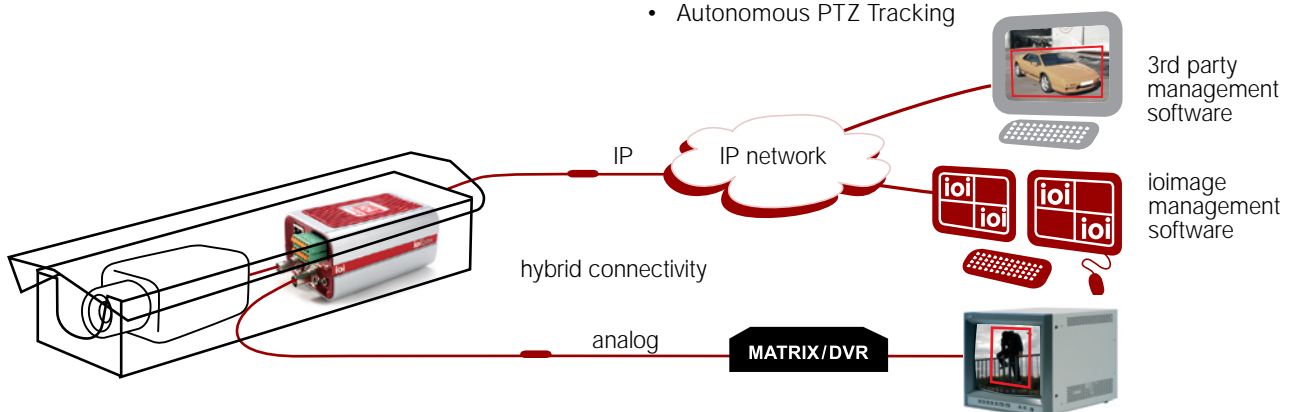 • Autonomous PTZ Tracking
3rd party
management
software
IP
IP network
ioi
ioi
ioi
ioi
ioimage
management
software
ioi
hybrid connectivity
analog
MATRIX/DVR